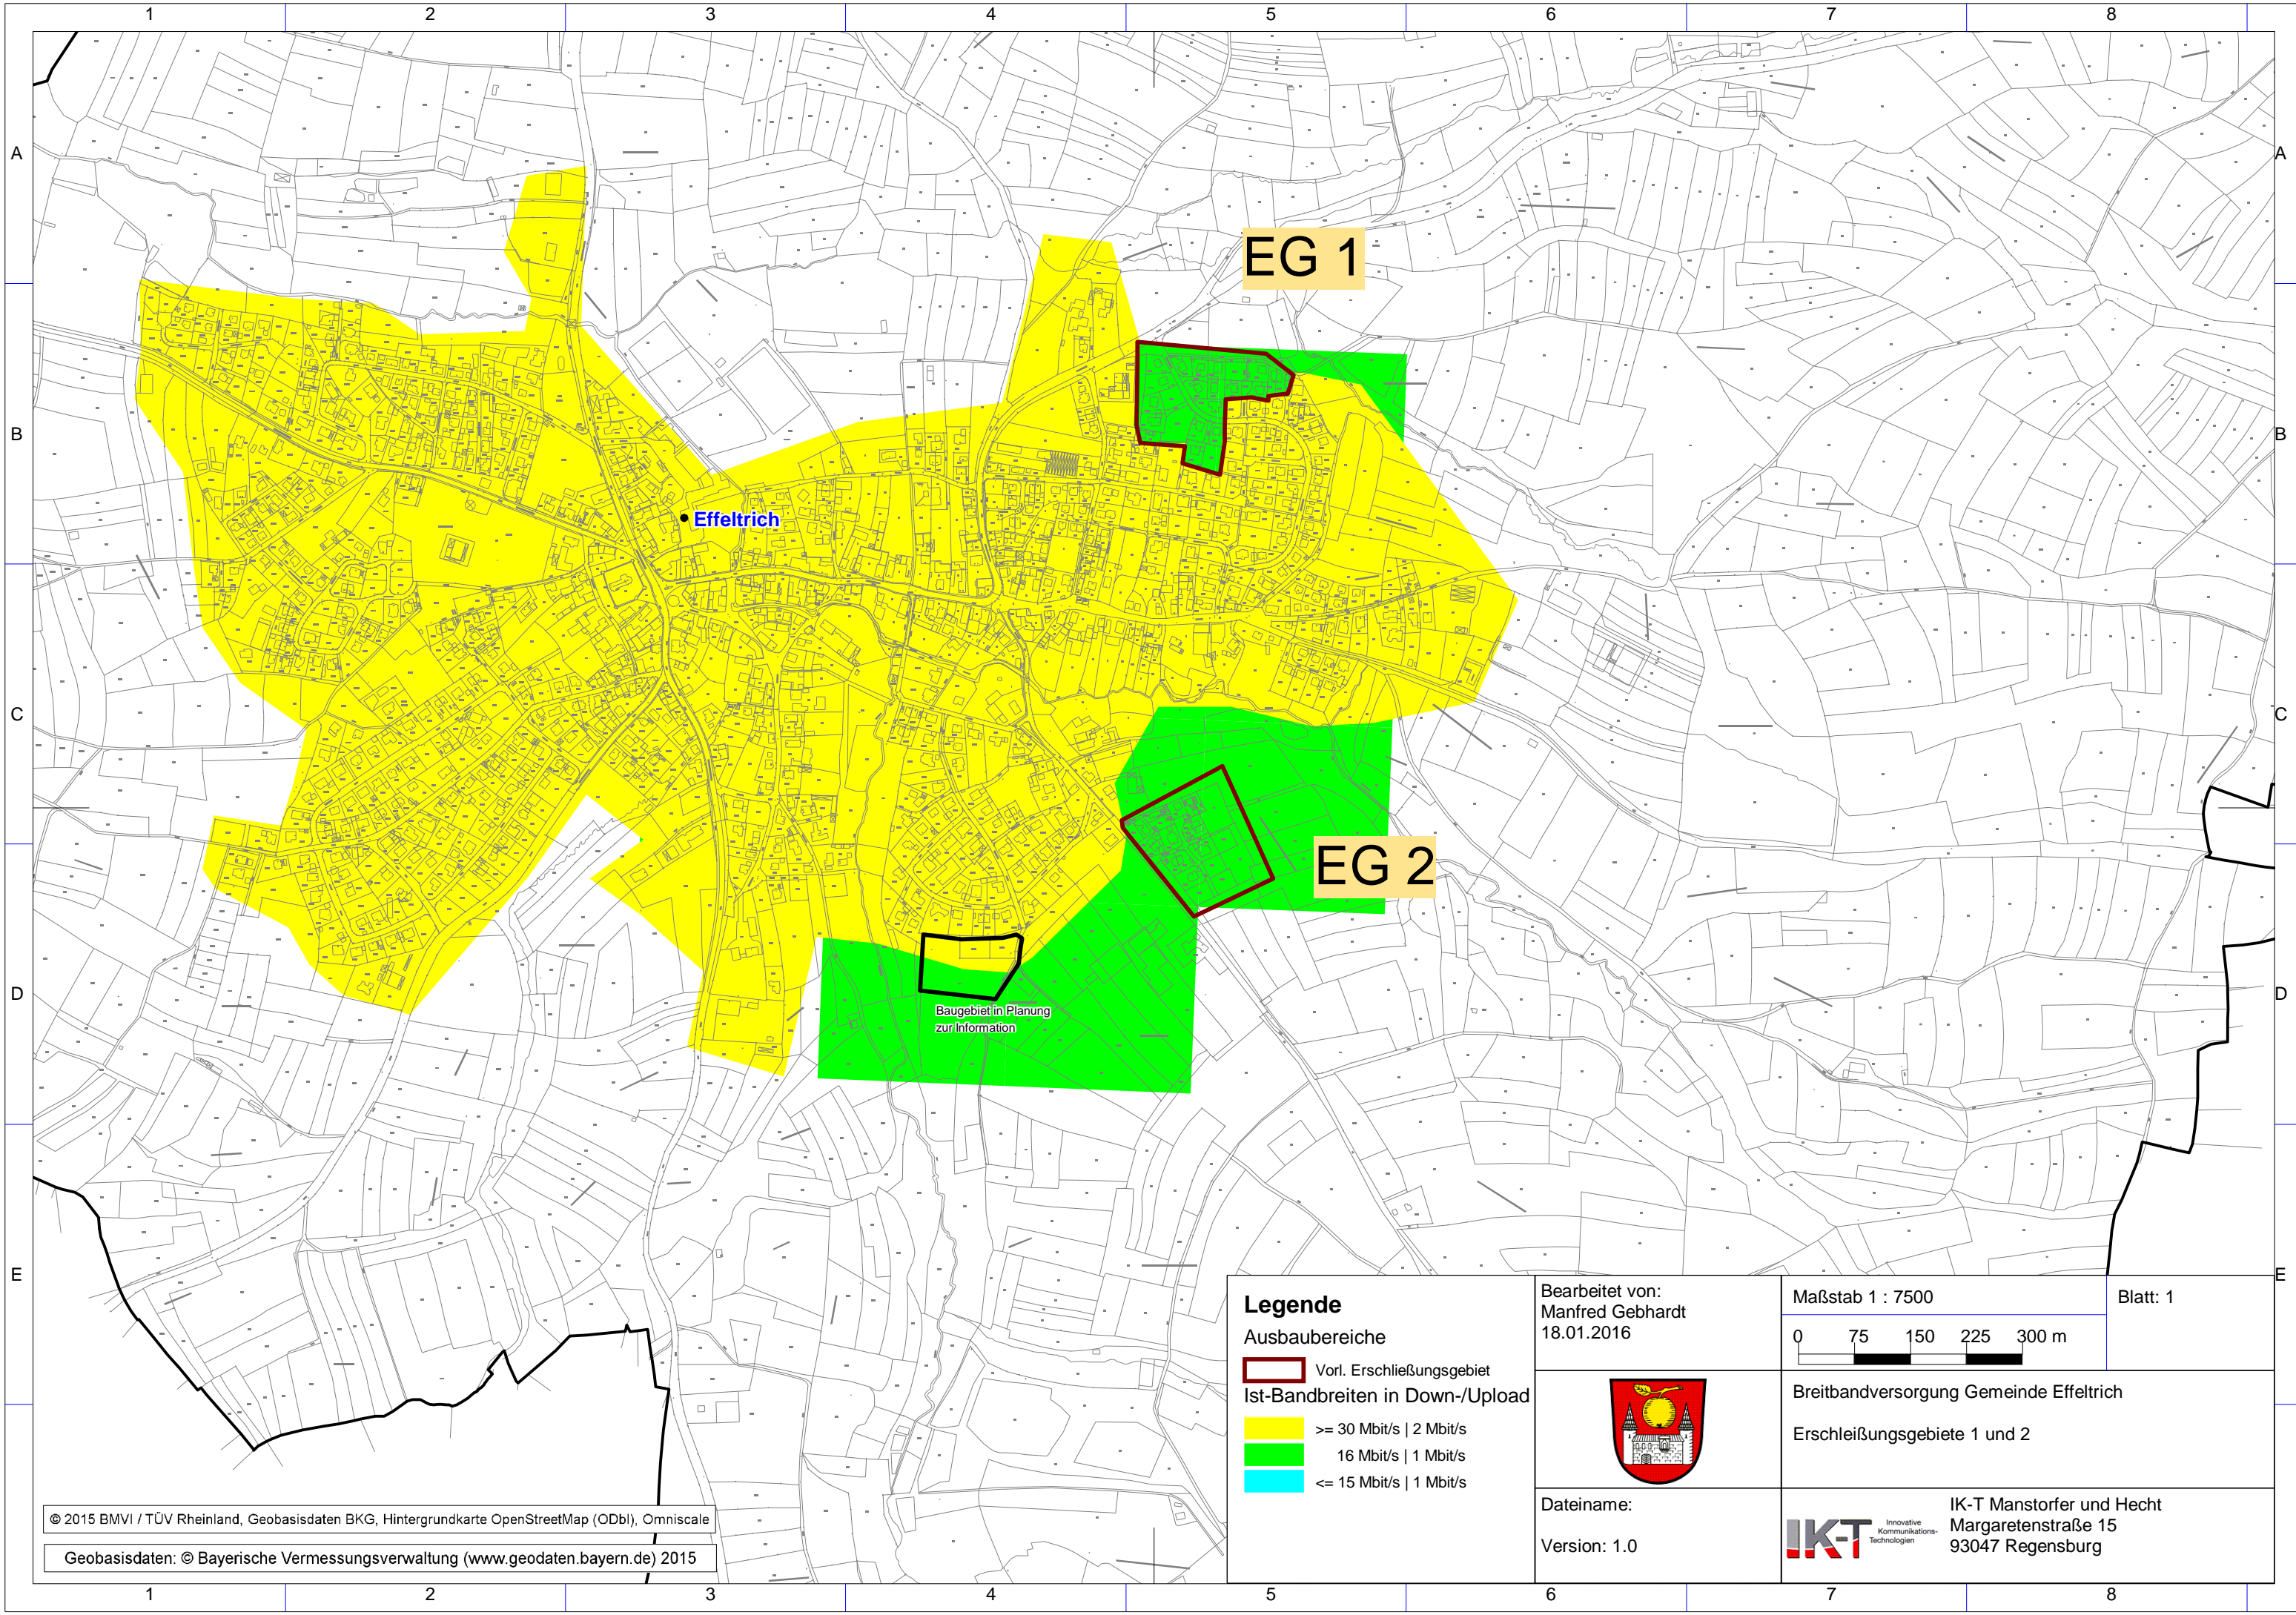 1 2 3 4 5 6 7 8
A A
EG 1
B B
Effeltrich
C C
EG 2
D D
Baugebiet in Planung
zur Information
E E
Legende
Ausbaubereiche
Vorl. Erschließungsgebiet
Ist-Bandbreiten in Down-/Upload
>= 30 Mbit/s | 2 Mbit/s
16 Mbit/s | 1 Mbit/s
<= 15 Mbit/s | 1 Mbit/s
Bearbeitet von:
Manfred Gebhardt
18.01.2016
Maßstab 1 : 7500
0 75 150 225 300 m
Blatt: 1
Breitbandversorgung Gemeinde Effeltrich
Erschleißungsgebiete 1 und 2
Dateiname:
Version: 1.0
IK-T
Innovative
Kommunikations-
Technologien
IK-T Manstorfer und Hecht
Margaretenstraße 15
93047 Regensburg
© 2015 BMVI / TÜV Rheinland, Geobasisdaten BKG, Hintergrundkarte OpenStreetMap (ODbl), Omniscale
Geobasisdaten: © Bayerische Vermessungsverwaltung (www.geodaten.bayern.de) 2015
1 2 3 4 5 6 7 8